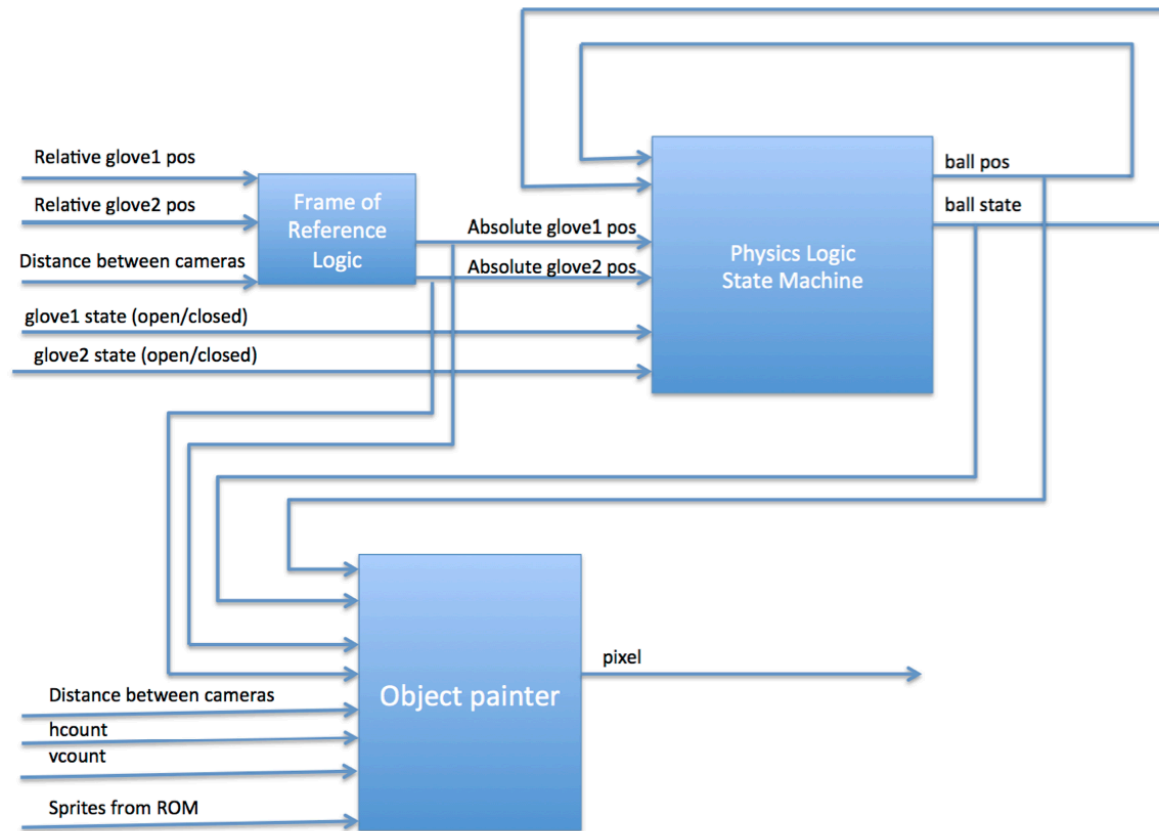 Relative glove1 pos
Relative glove2 pos
Distance between cameras
glove1 state (open/closed)
glove2 state (open/closed)
Frame of
Reference
Logic
Absolute glove1 pos
Absolute glove2 pos
Physics Logic
State Machine
ball pos
ball state
Distance between cameras
hcount
vcount
Sprites from ROM
Object painter
pixel